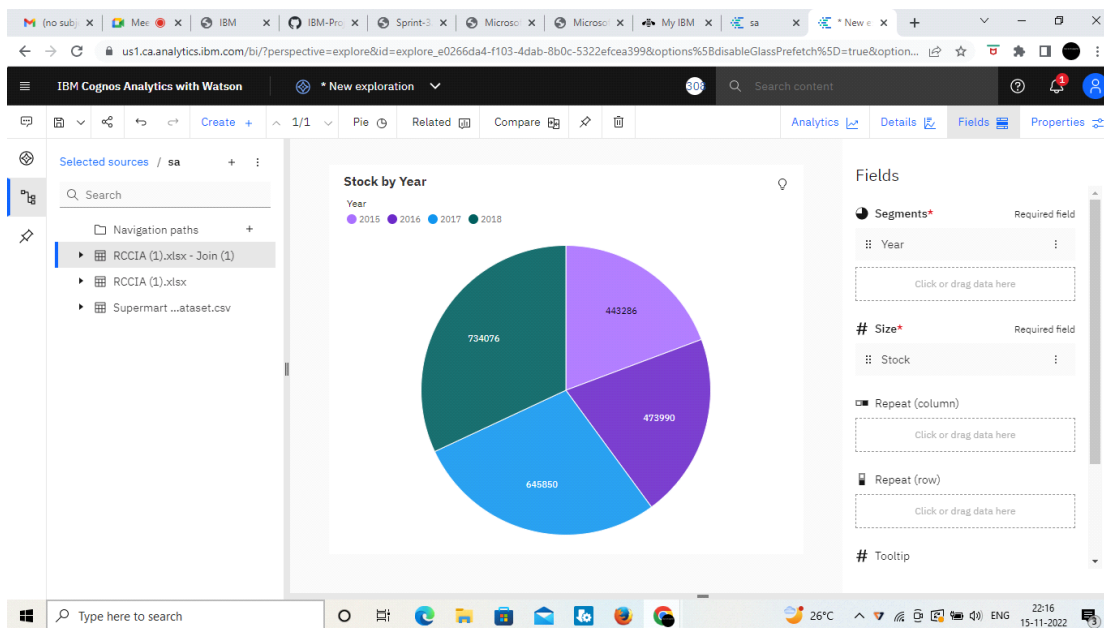 (no subj
Mee
IBM
IBM-Pro
Sprint-3
Microsof
Microsof
My IBM
sa
* New e
us1.ca.analytics.ibm.com/bi/?perspective=explore&id=explore_e0266da4-f103-4dab-8b0c-5322efcea399&options%5BdisableGlassPrefetch%5D=true&option...
IBM Cognos Analytics with Watson
* New exploration
308
Search content
1
Create +
1/1
Pie
Related
Compare
Analytics
Details
Fields
Properties
Selected sources / sa
Search
Navigation paths
RCCIA (1).xlsx - Join (1)
RCCIA (1).xlsx
Supermart ...ataset.csv
Stock by Year
Year
2015 2016 2017 2018
443286
734076
473990
645850
Fields
Segments* Required field
Year
Click or drag data here
# Size* Required field
Stock
Repeat (column)
Click or drag data here
Repeat (row)
Click or drag data here
# Tooltip
Type here to search
26°C
ENG
22:16
15-11-2022
3